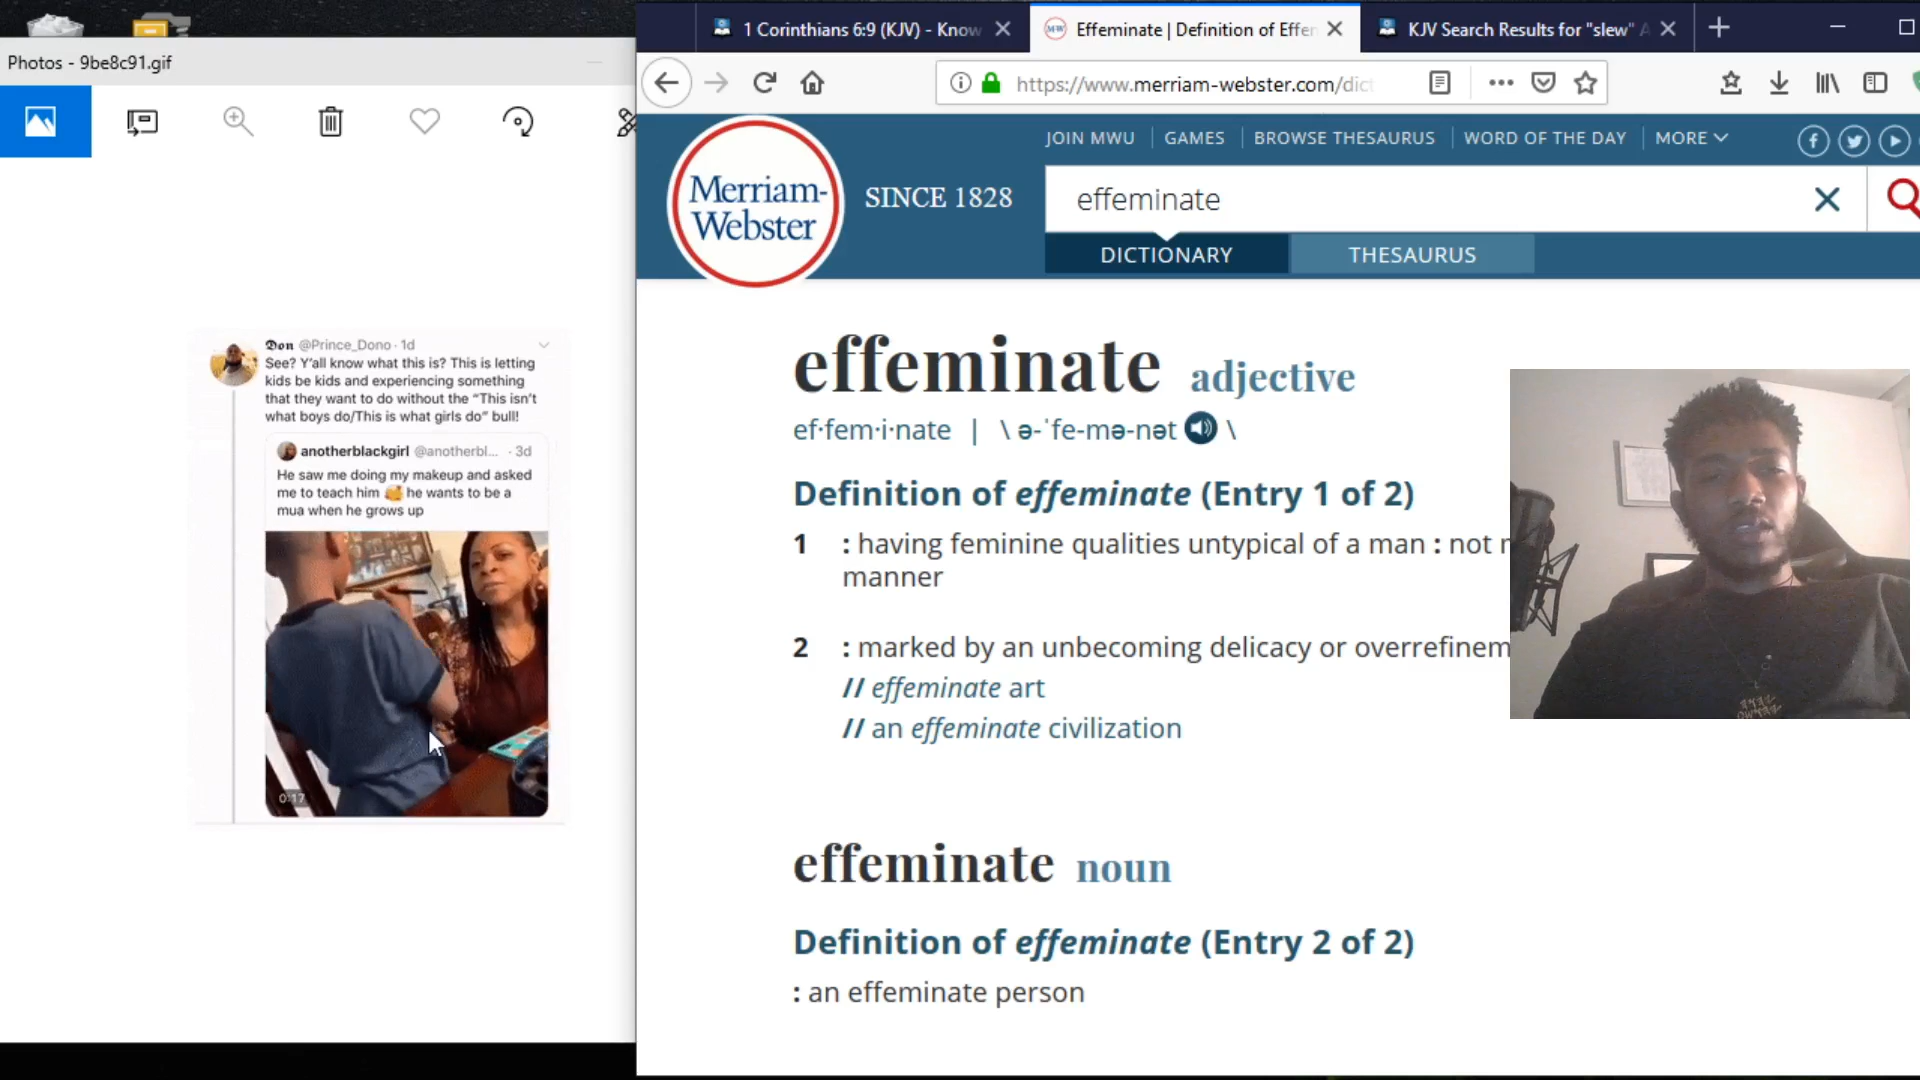 Photos - 9be8c91.gif
Don @Prince_Dono · 1d
See? Y'all know what this is? This is letting
kids be kids and experiencing something
that they want to do without the "This isn't
what boys do/This is what girls do" bull!
anotherblackgirl @anotherbl... · 3d
He saw me doing my makeup and asked
me to teach him 🥰 he wants to be a
mua when he grows up
0:17
1 Corinthians 6:9 (KJV) - Know
Effeminate | Definition of Effem
KJV Search Results for "slew" A
https://www.merriam-webster.com/dict
JOIN MWU
GAMES
BROWSE THESAURUS
WORD OF THE DAY
MORE
Merriam-
Webster
SINCE 1828
effeminate
DICTIONARY
THESAURUS
effeminate adjective
ef·fem·i·nate | \ ə-ˈfe-mə-nət \
Definition of effeminate (Entry 1 of 2)
1 : having feminine qualities untypical of a man : not
manner
2 : marked by an unbecoming delicacy or overrefinem
// effeminate art
// an effeminate civilization
effeminate noun
Definition of effeminate (Entry 2 of 2)
: an effeminate person